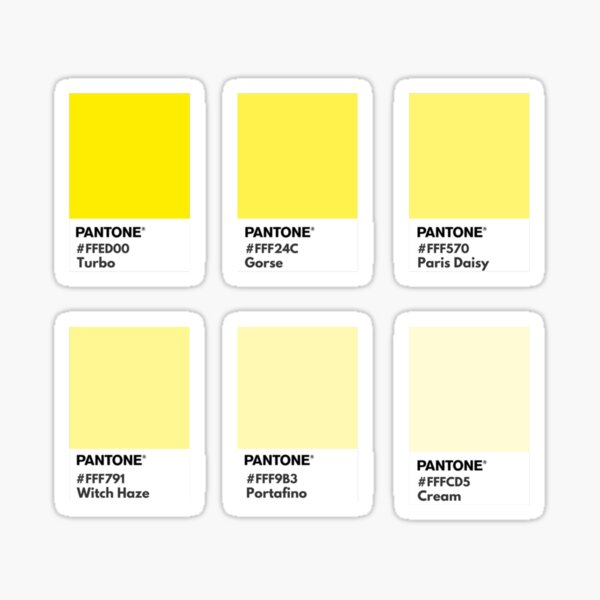 PANTONE®
#FFED00
Turbo
PANTONE®
#FFF24C
Gorse
PANTONE®
#FFF570
Paris Daisy
PANTONE®
#FFF791
Witch Haze
PANTONE®
#FFF9B3
Portafino
PANTONE®
#FFFCD5
Cream